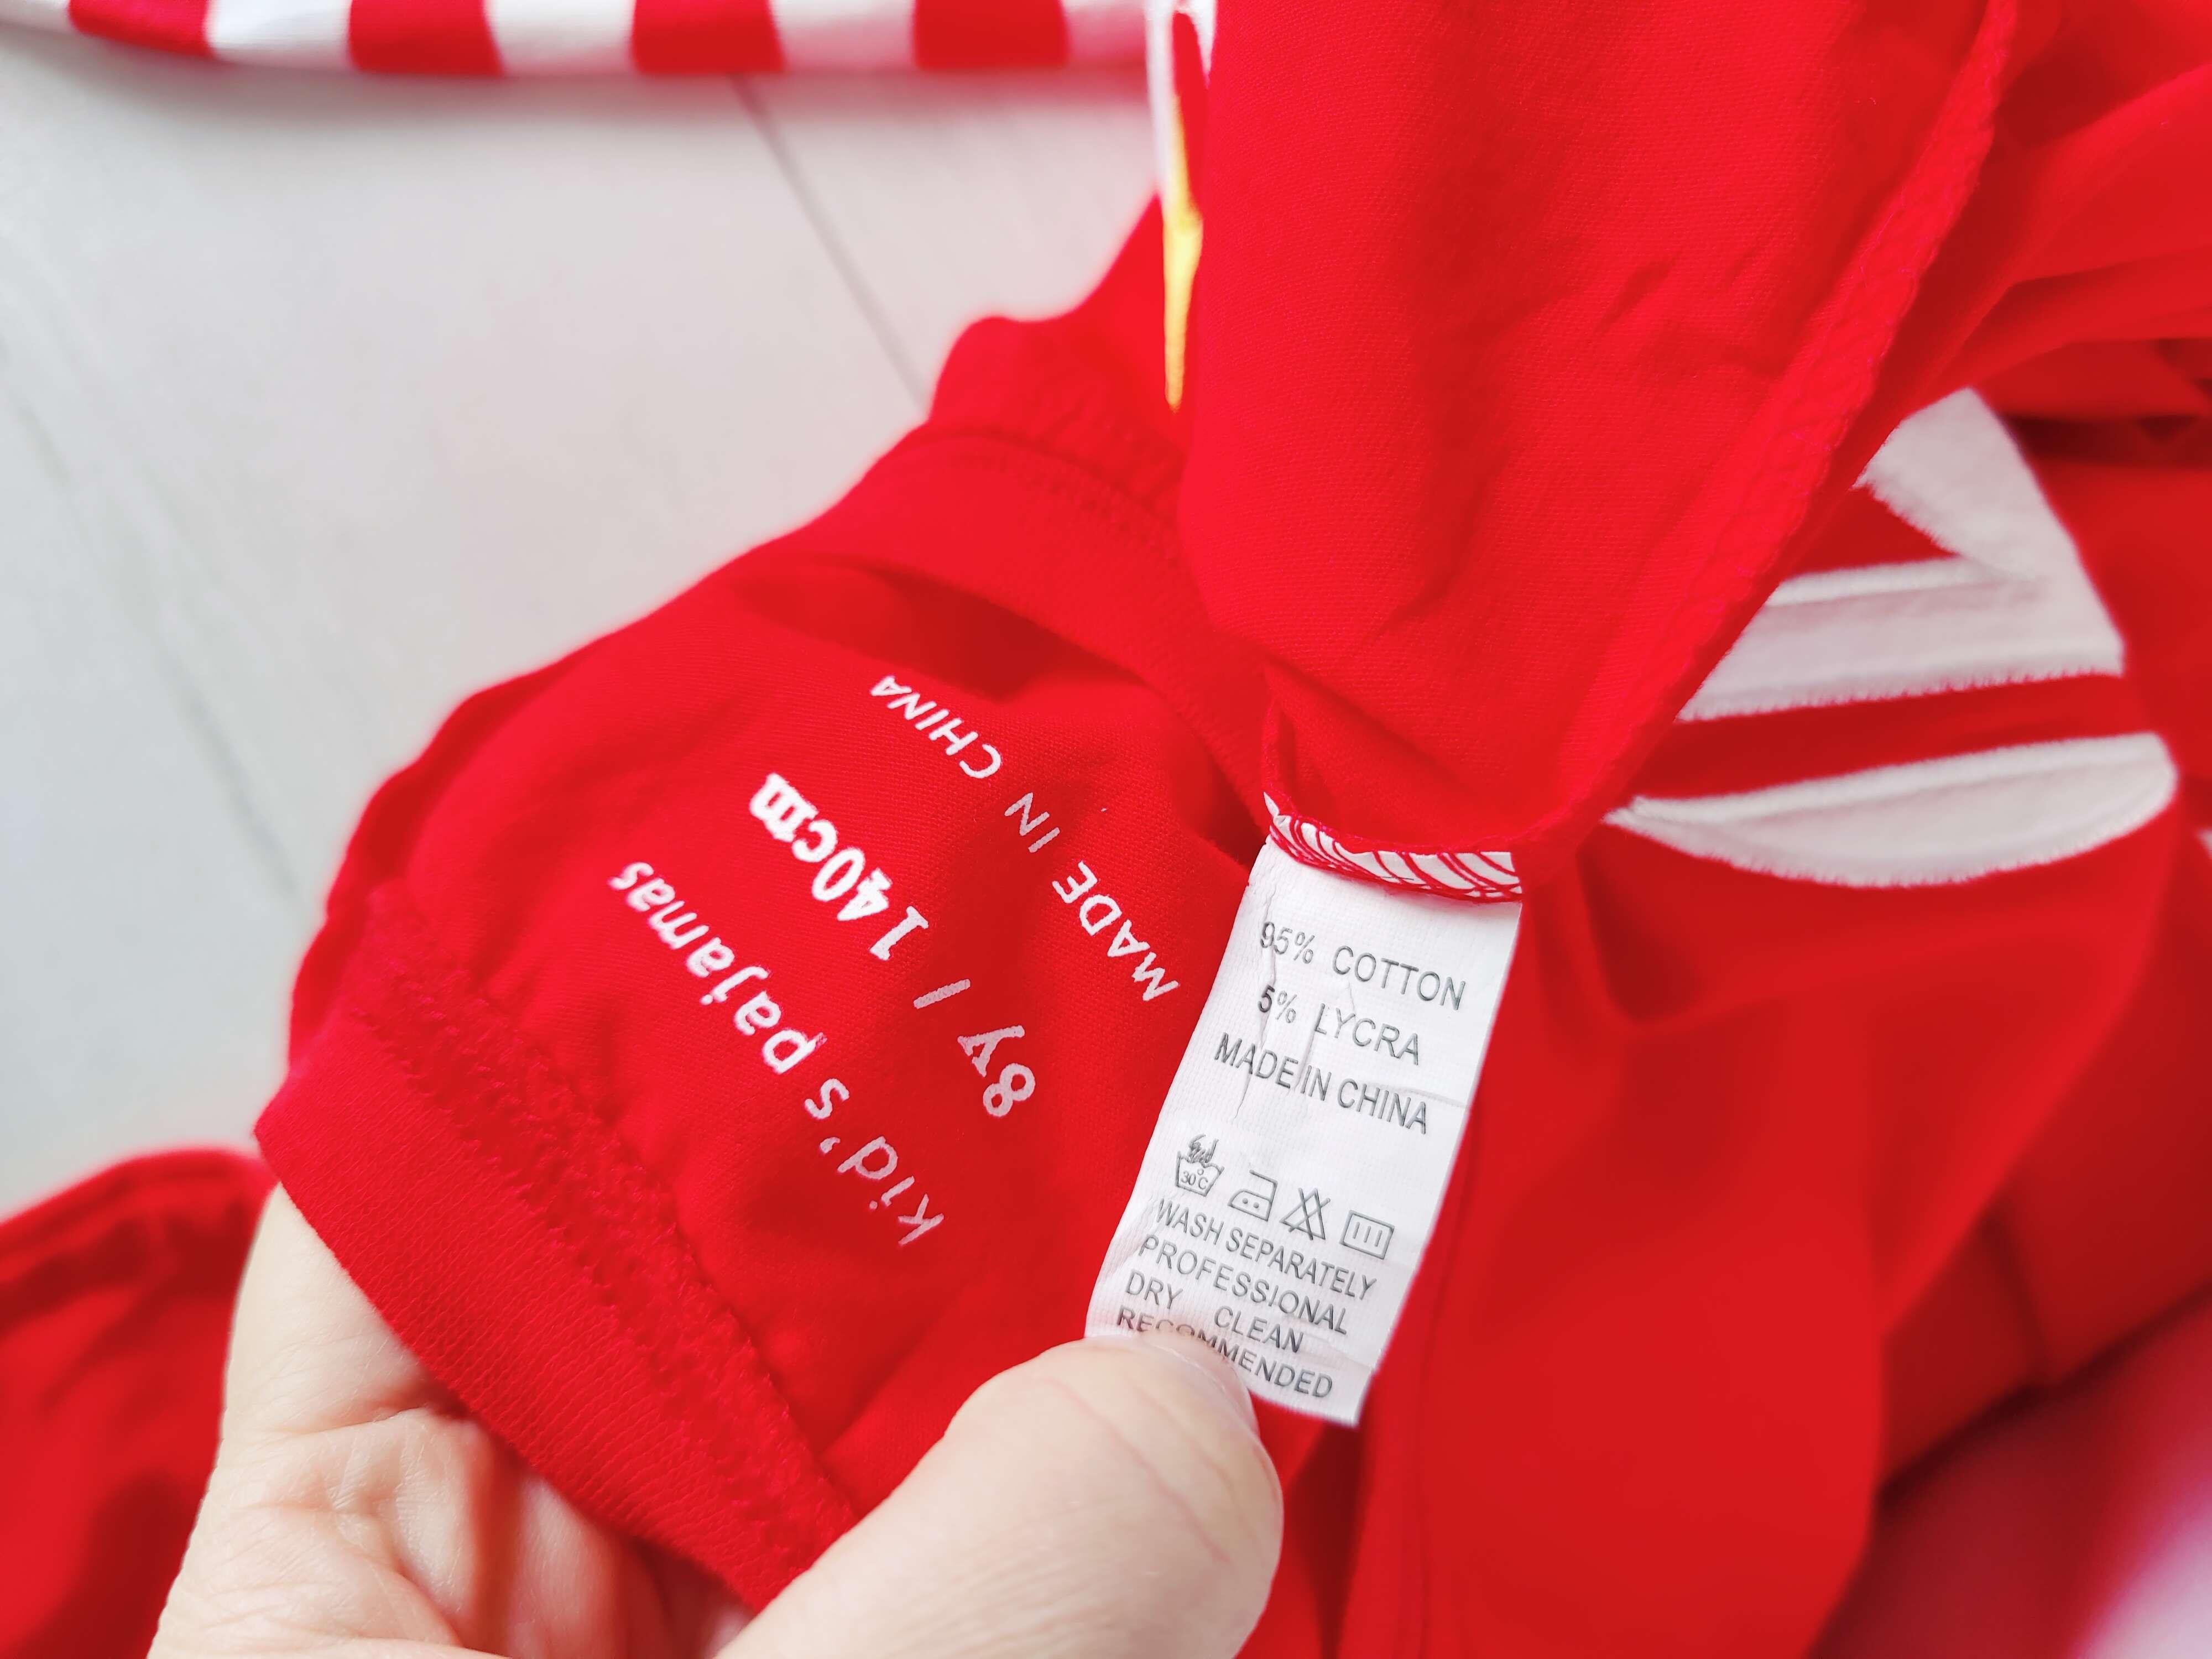 kid's pajamas
8Y / 140cm
MADE IN CHINA
95% COTTON
5% LYCRA
MADE IN CHINA
30°C
WASH SEPARATELY
PROFESSIONAL
DRY CLEAN
RECOMMENDED